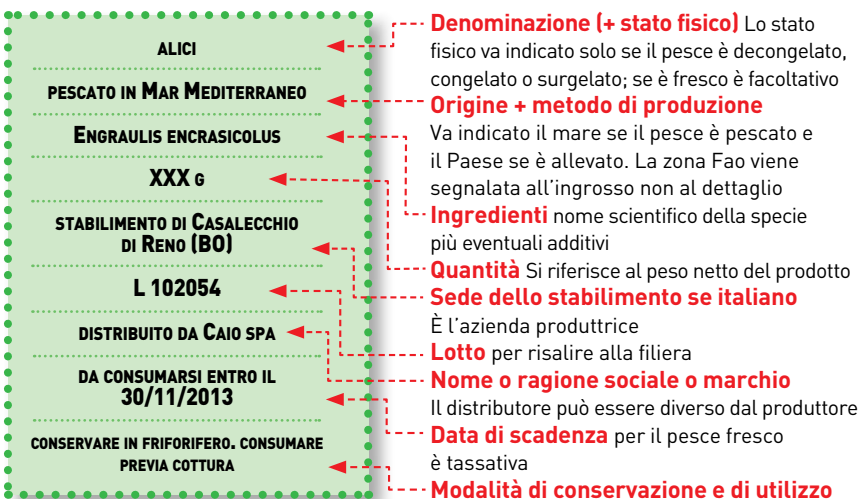 ALICI
PESCATO IN MAR MEDITERRANEO
ENGRAULIS ENCRASICOLUS
XXX G
STABILIMENTO DI CASALECCHIO
DI RENO (BO)
L 102054
DISTRIBUITO DA CAIO SPA
DA CONSUMARSI ENTRO IL
30/11/2013
CONSERVARE IN FRIFORIFERO. CONSUMARE
PREVIA COTTURA
Denominazione (+ stato fisico) Lo stato
fisico va indicato solo se il pesce è decongelato,
congelato o surgelato; se è fresco è facoltativo
Origine + metodo di produzione
Va indicato il mare se il pesce è pescato e
il Paese se è allevato. La zona Fao viene
segnalata all'ingrosso non al dettaglio
Ingredienti nome scientifico della specie
più eventuali additivi
Quantità Si riferisce al peso netto del prodotto
Sede dello stabilimento se italiano
È l'azienda produttrice
Lotto per risalire alla filiera
Nome o ragione sociale o marchio
Il distributore può essere diverso dal produttore
Data di scadenza per il pesce fresco
è tassativa
Modalità di conservazione e di utilizzo